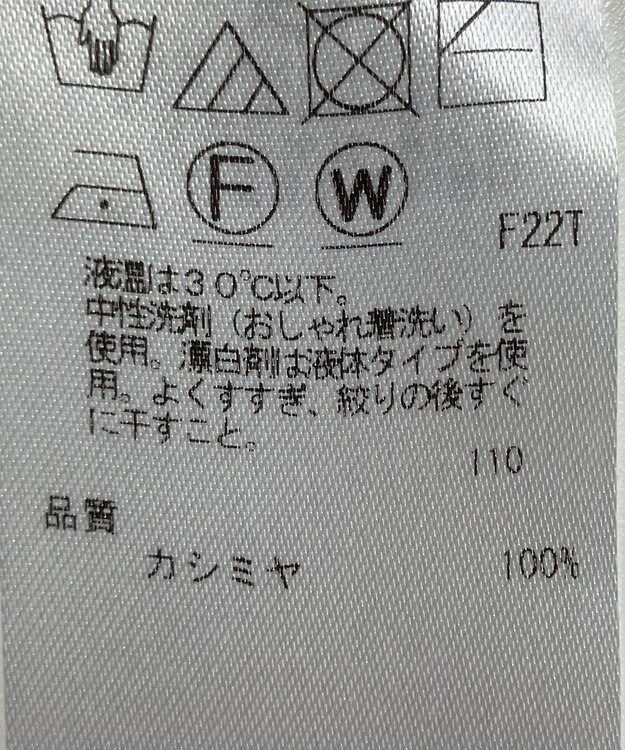 F W
F22T
液温は30℃以下。
中性洗剤（おしゃれ着洗い）を
使用。漂白剤は液体タイプを使
用。よくすすぎ、絞りの後すぐ
に干すこと。
110
品質
カシミヤ 100%